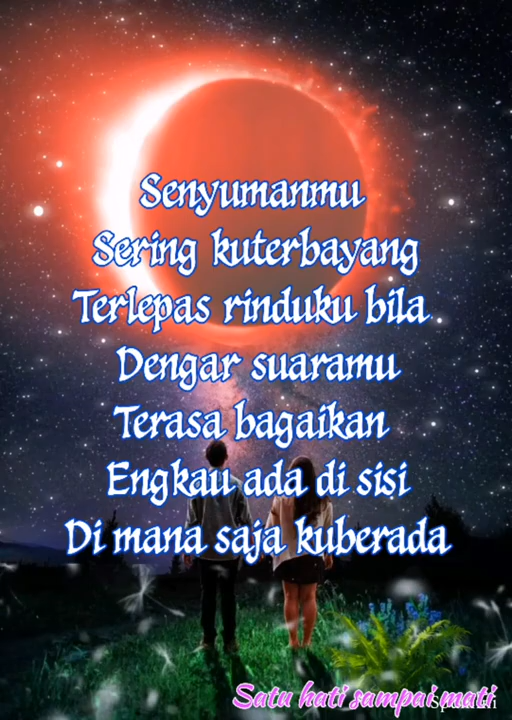 Senyumanmu
Sering kuterbayang
Terlepas rinduku bila
Dengar suaramu
Terasa bagaikan
Engkau ada di sisi
Di mana saja kuberada
Satu hati sampai mati